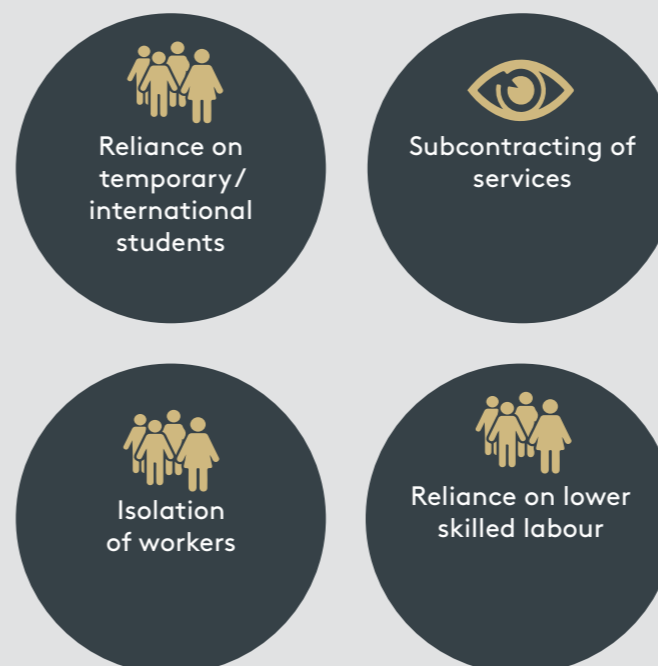 Reliance on
temporary/
international
students
Subcontracting of
services
Isolation
of workers
Reliance on lower
skilled labour